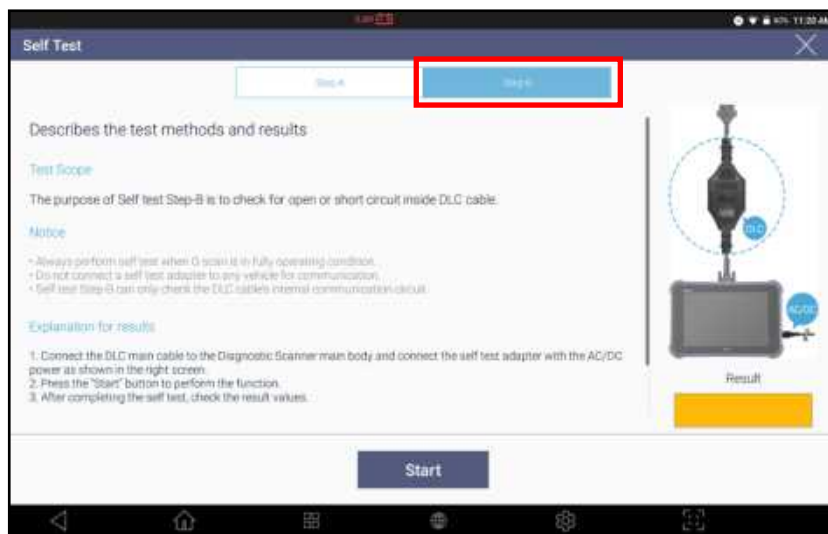 11:20 AM
Self Test
Step A
Describes the test methods and results
Test Scope
The purpose of Self test Step-B is to check for open or short circuit inside DLC cable.
Notice
• Always perform self test when G-scan is in fully operating condition.
• Do not connect a self test adapter to any vehicle for communication.
• Self test Step-B can only check the DLC cable's internal communication circuit.
Explanation for results
1. Connect the DLC main cable to the Diagnostic Scanner main body and connect the self test adapter with the AC/DC
power as shown in the right screen.
2. Press the "Start" button to perform the function.
3. After completing the self test, check the result values.
DLC
AC/DC
Result
Start